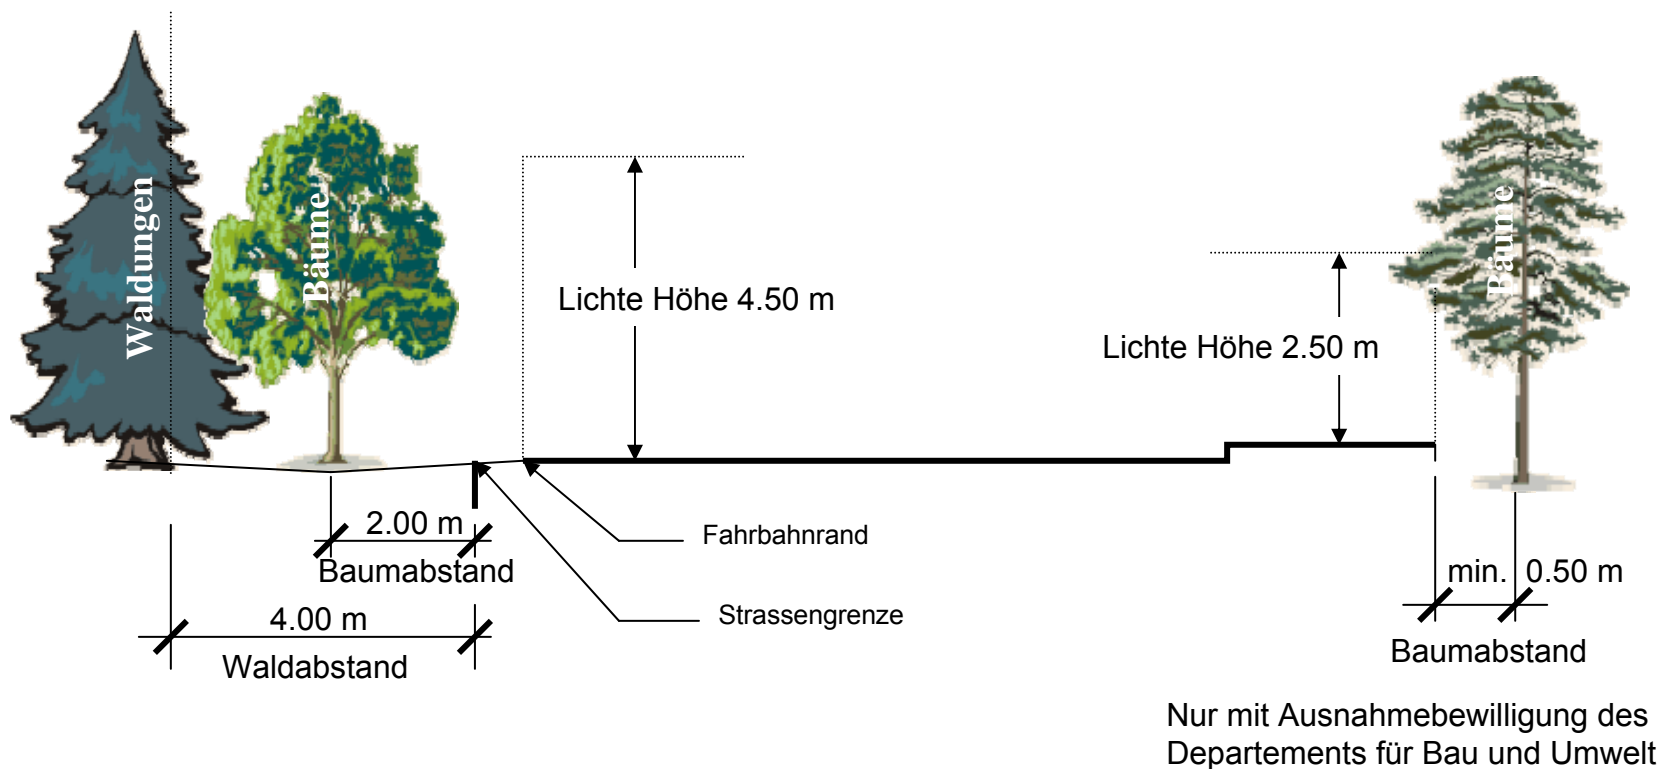 Waldungen
Bäume
Lichte Höhe 4.50 m
Lichte Höhe 2.50 m
Bäume
2.00 m
Baumabstand
4.00 m
Waldabstand
Fahrbahnrand
Strassengrenze
min. 0.50 m
Baumabstand
Nur mit Ausnahmebewilligung des
Departements für Bau und Umwelt